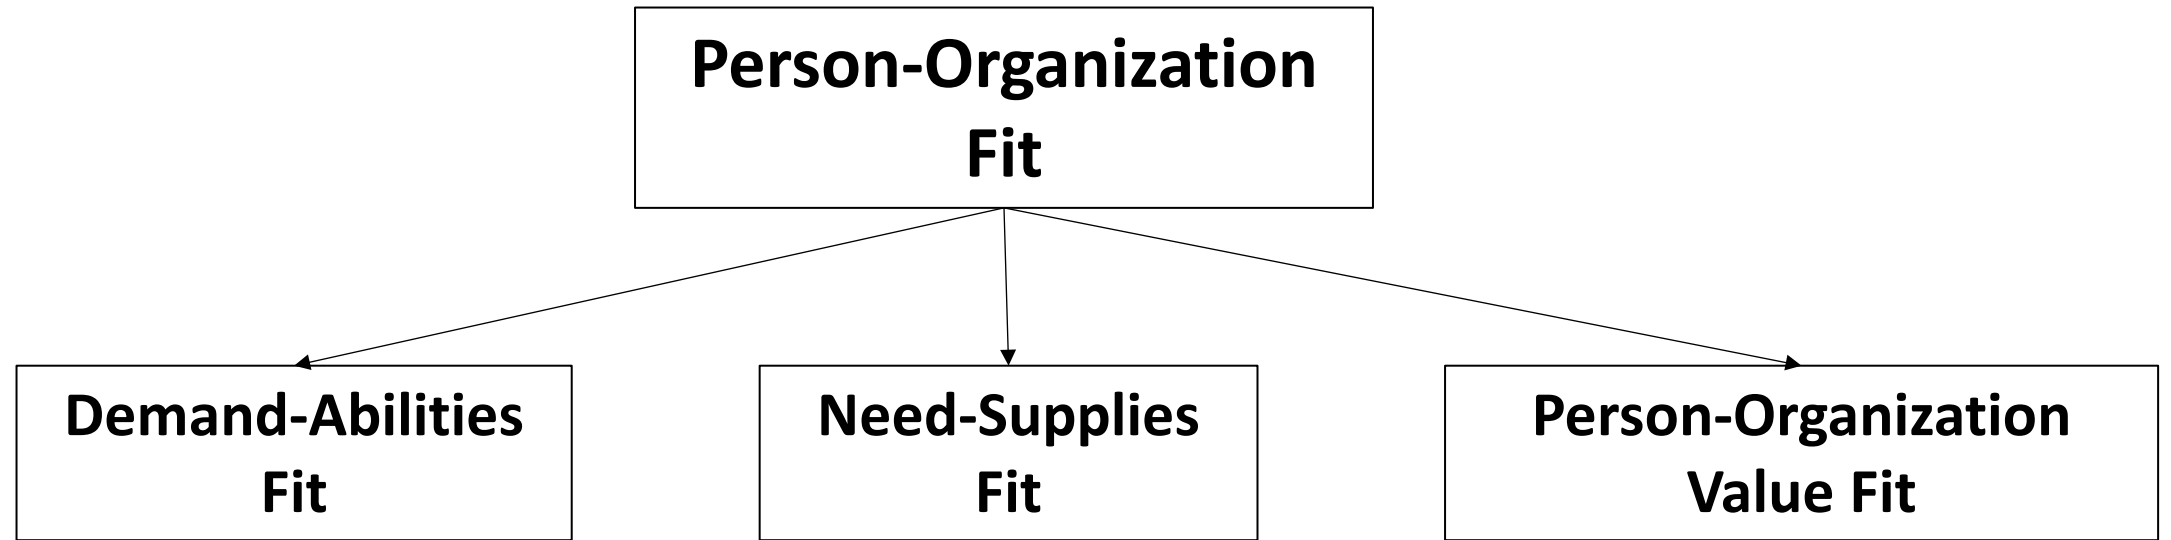 Person-Organization
Fit
Demand-Abilities
Fit
Need-Supplies
Fit
Person-Organization
Value Fit